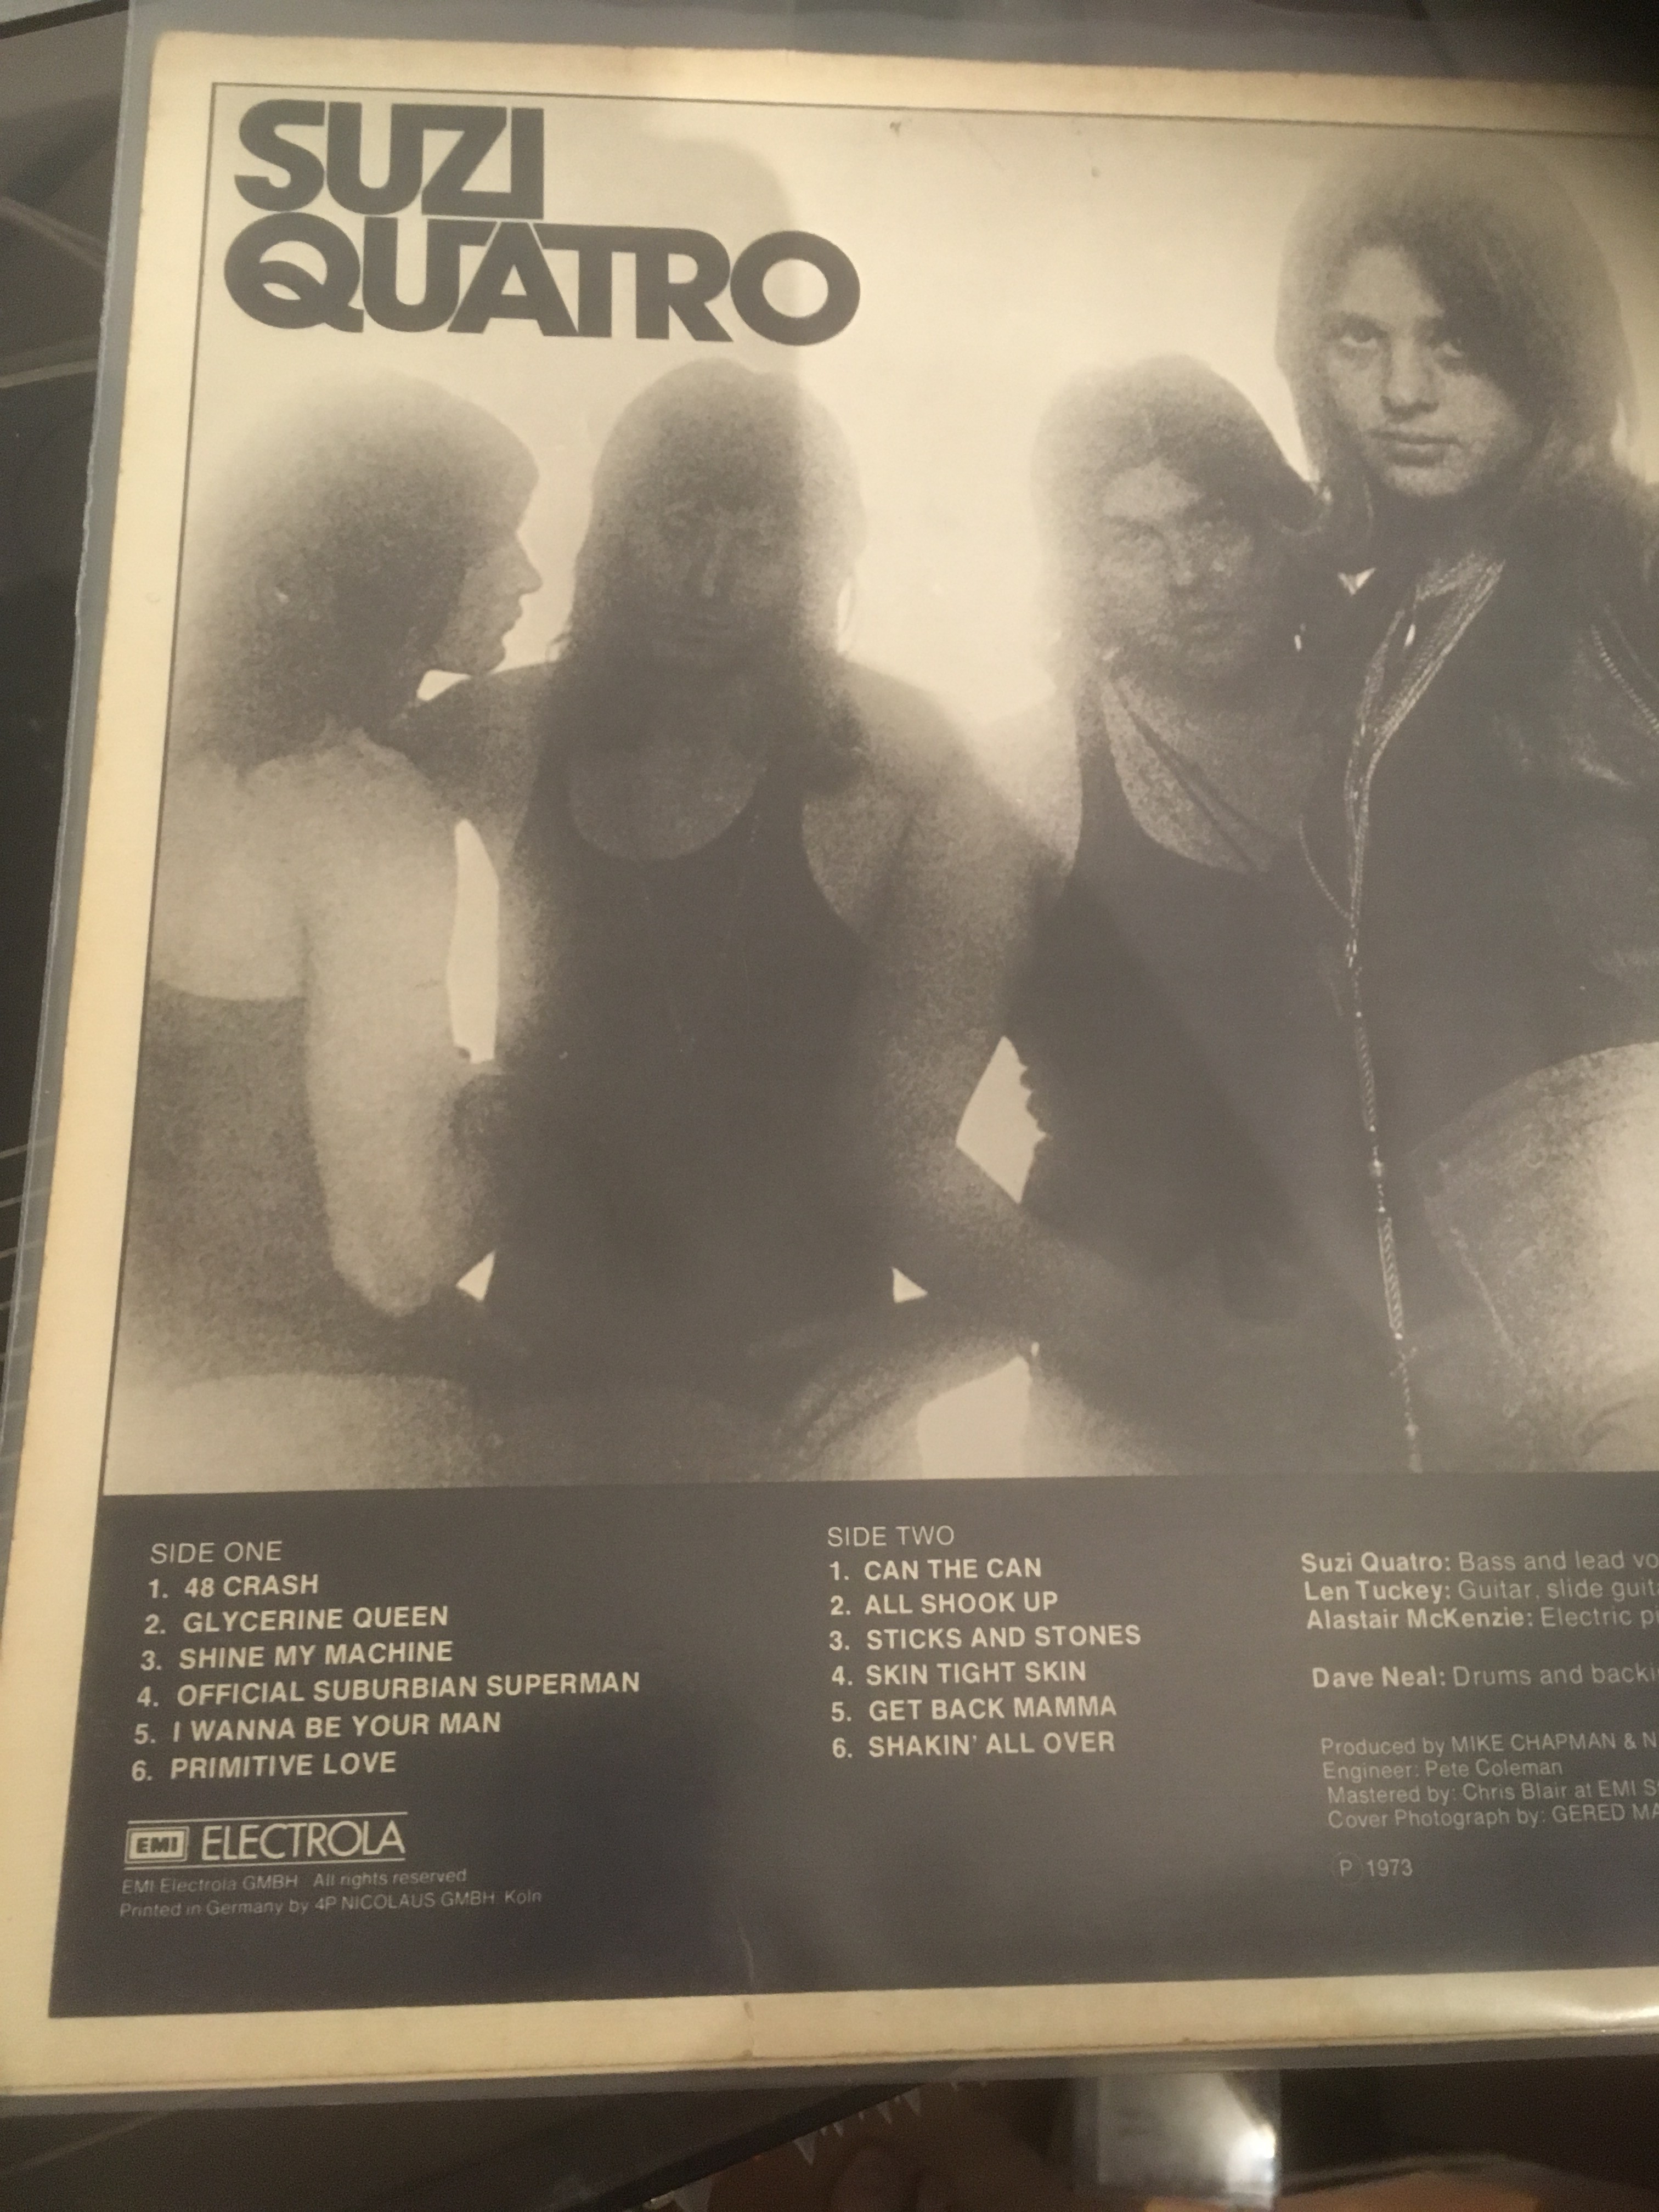 SUZI
QUATRO
SIDE ONE
1. 48 CRASH
2. GLYCERINE QUEEN
3. SHINE MY MACHINE
4. OFFICIAL SUBURBIAN SUPERMAN
5. I WANNA BE YOUR MAN
6. PRIMITIVE LOVE
EMI ELECTROLA
EMI Electrola GMBH All rights reserved
Printed in Germany by 4P NICOLAUS GMBH Köln
SIDE TWO
1. CAN THE CAN
2. ALL SHOOK UP
3. STICKS AND STONES
4. SKIN TIGHT SKIN
5. GET BACK MAMMA
6. SHAKIN' ALL OVER
Suzi Quatro: Bass and lead
Len Tuckey: Guitar, slide
Alastair McKenzie: Electric
Dave Neal: Drums and
Produced by MIKE CHAPMAN &
Engineer: Pete Coleman
Mastered by: Chris Blair at EMI
Cover Photograph by: GERED
Ⓟ 1973